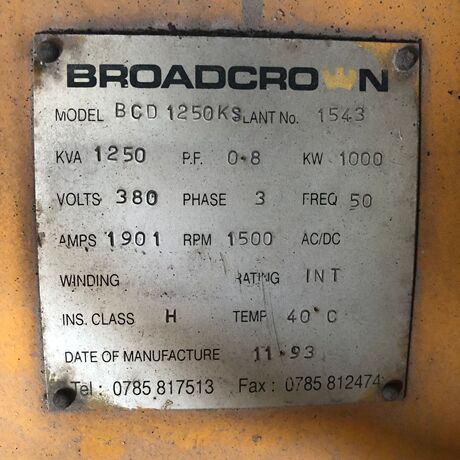 BROADCROWN
MODEL BCD 1250KS LANT No. 1543
KVA 1250 P.F. 0·8 KW 1000
VOLTS 380 PHASE 3 FREQ 50
AMPS 1901 RPM 1500 AC/DC
WINDING RATING INT
INS. CLASS H TEMP 40°C
DATE OF MANUFACTURE 11·93
Tel : 0785 817513 Fax : 0785 812474